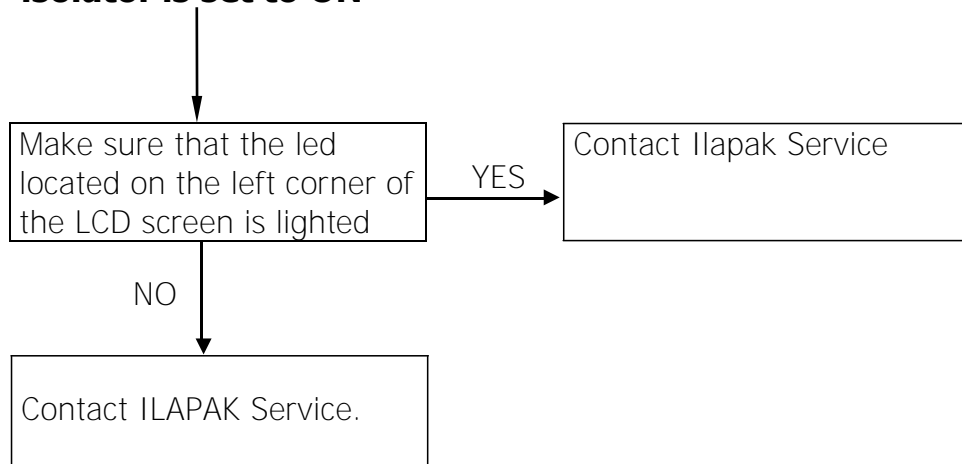 isolator is set to ON
Make sure that the led
located on the left corner of
the LCD screen is lighted
YES
Contact Ilapak Service
NO
Contact ILAPAK Service.